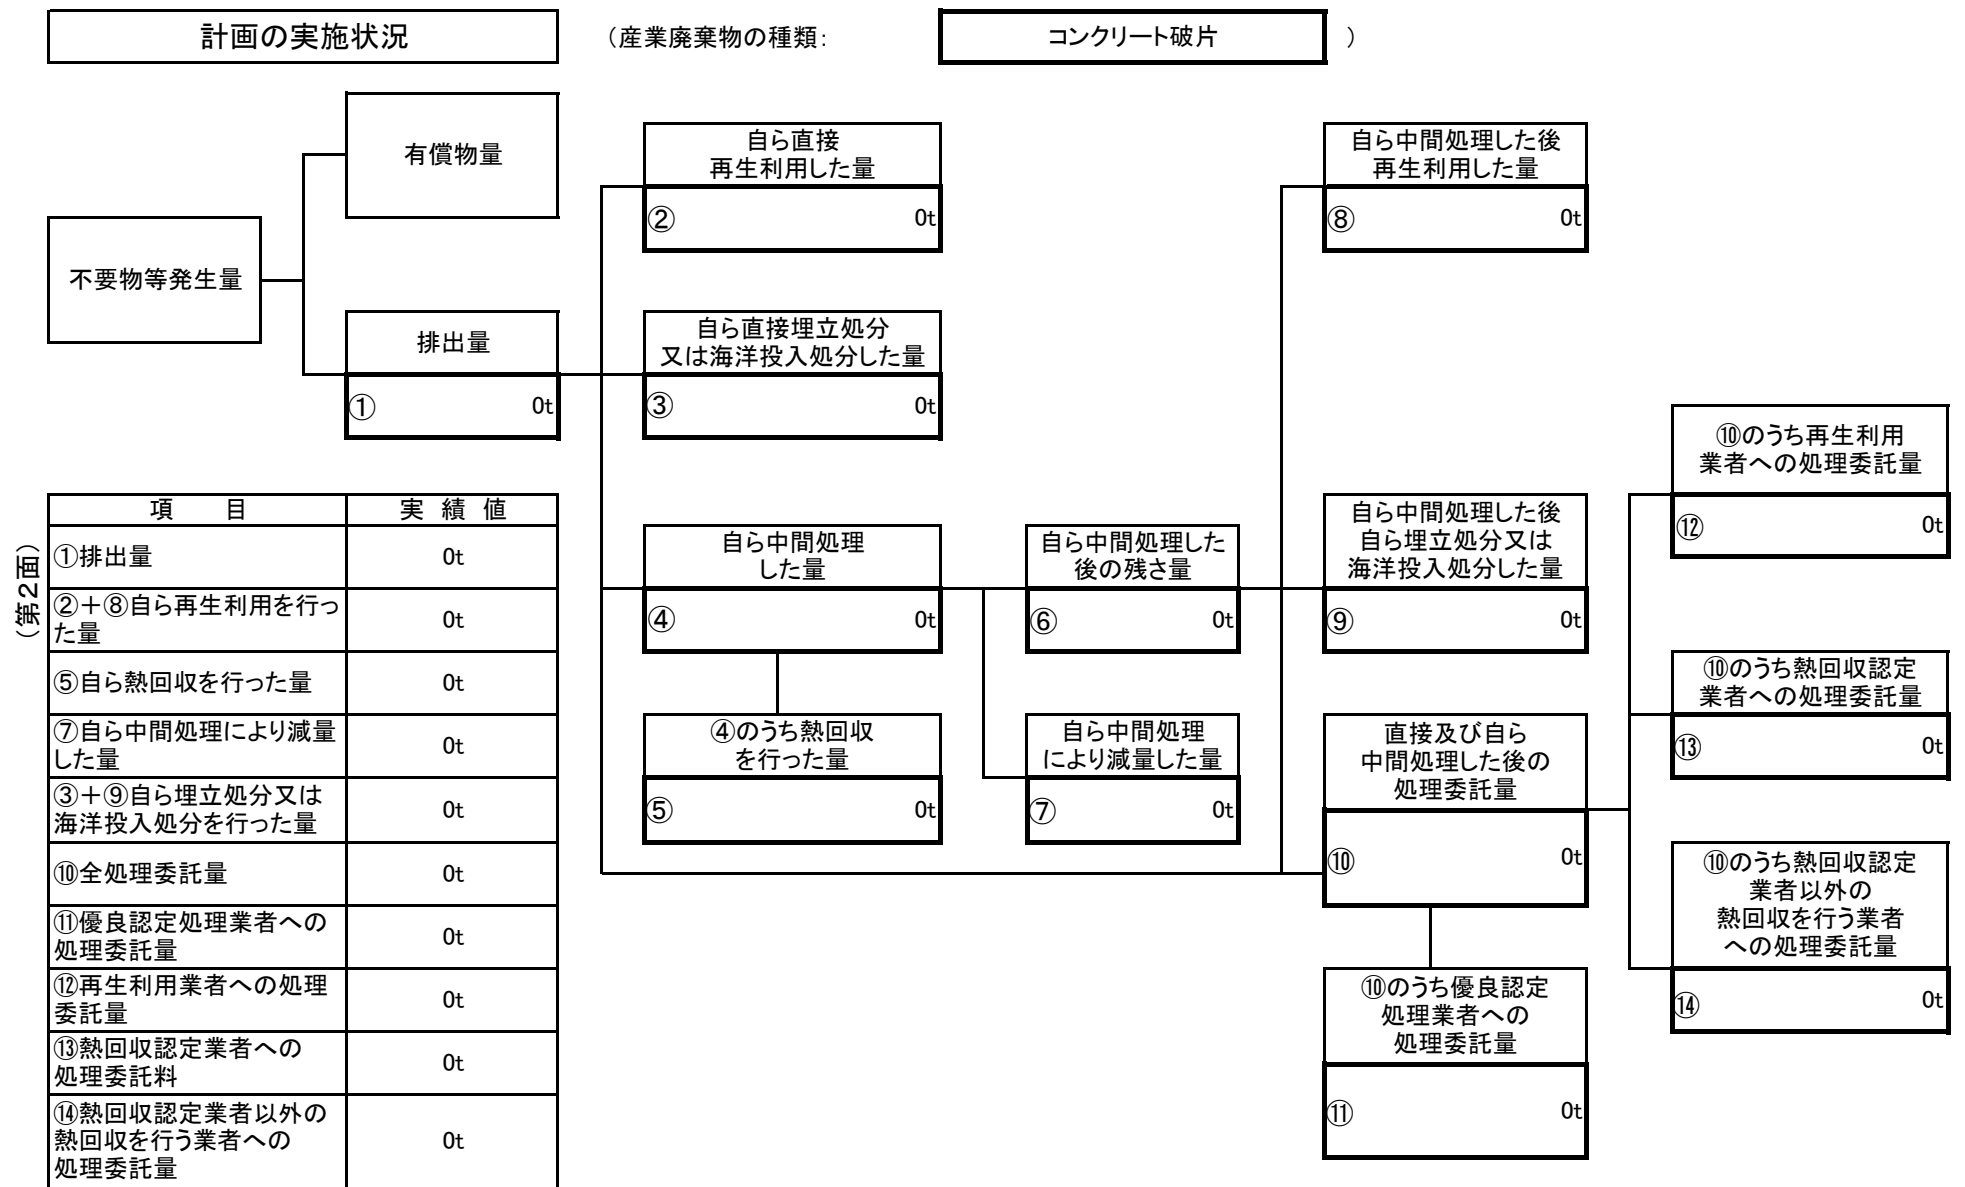 計画の実施状況
（産業廃棄物の種類：
コンクリート破片
）
有償物量
不要物等発生量
排出量
① 0t
自ら直接
再生利用した量
② 0t
自ら直接埋立処分
又は海洋投入処分した量
③ 0t
自ら中間処理
した量
④ 0t
④のうち熱回収
を行った量
⑤ 0t
自ら中間処理した
後の残さ量
⑥ 0t
自ら中間処理
により減量した量
⑦ 0t
自ら中間処理した後
再生利用した量
⑧ 0t
自ら中間処理した後
自ら埋立処分又は
海洋投入処分した量
⑨ 0t
直接及び自ら
中間処理した後の
処理委託量
⑩ 0t
⑩のうち優良認定
処理業者への
処理委託量
⑪ 0t
⑩のうち再生利用
業者への処理委託量
⑫ 0t
⑩のうち熱回収認定
業者への処理委託量
⑬ 0t
⑩のうち熱回収認定
業者以外の
熱回収を行う業者
への処理委託量
⑭ 0t
（第2面）
項　目 実 績 値
①排出量 0t
②＋⑧自ら再生利用を行っ
た量 0t
⑤自ら熱回収を行った量 0t
⑦自ら中間処理により減量
した量 0t
③＋⑨自ら埋立処分又は
海洋投入処分を行った量 0t
⑩全処理委託量 0t
⑪優良認定処理業者への
処理委託量 0t
⑫再生利用業者への処理
委託量 0t
⑬熱回収認定業者への
処理委託料 0t
⑭熱回収認定業者以外の
熱回収を行う業者への
処理委託量 0t